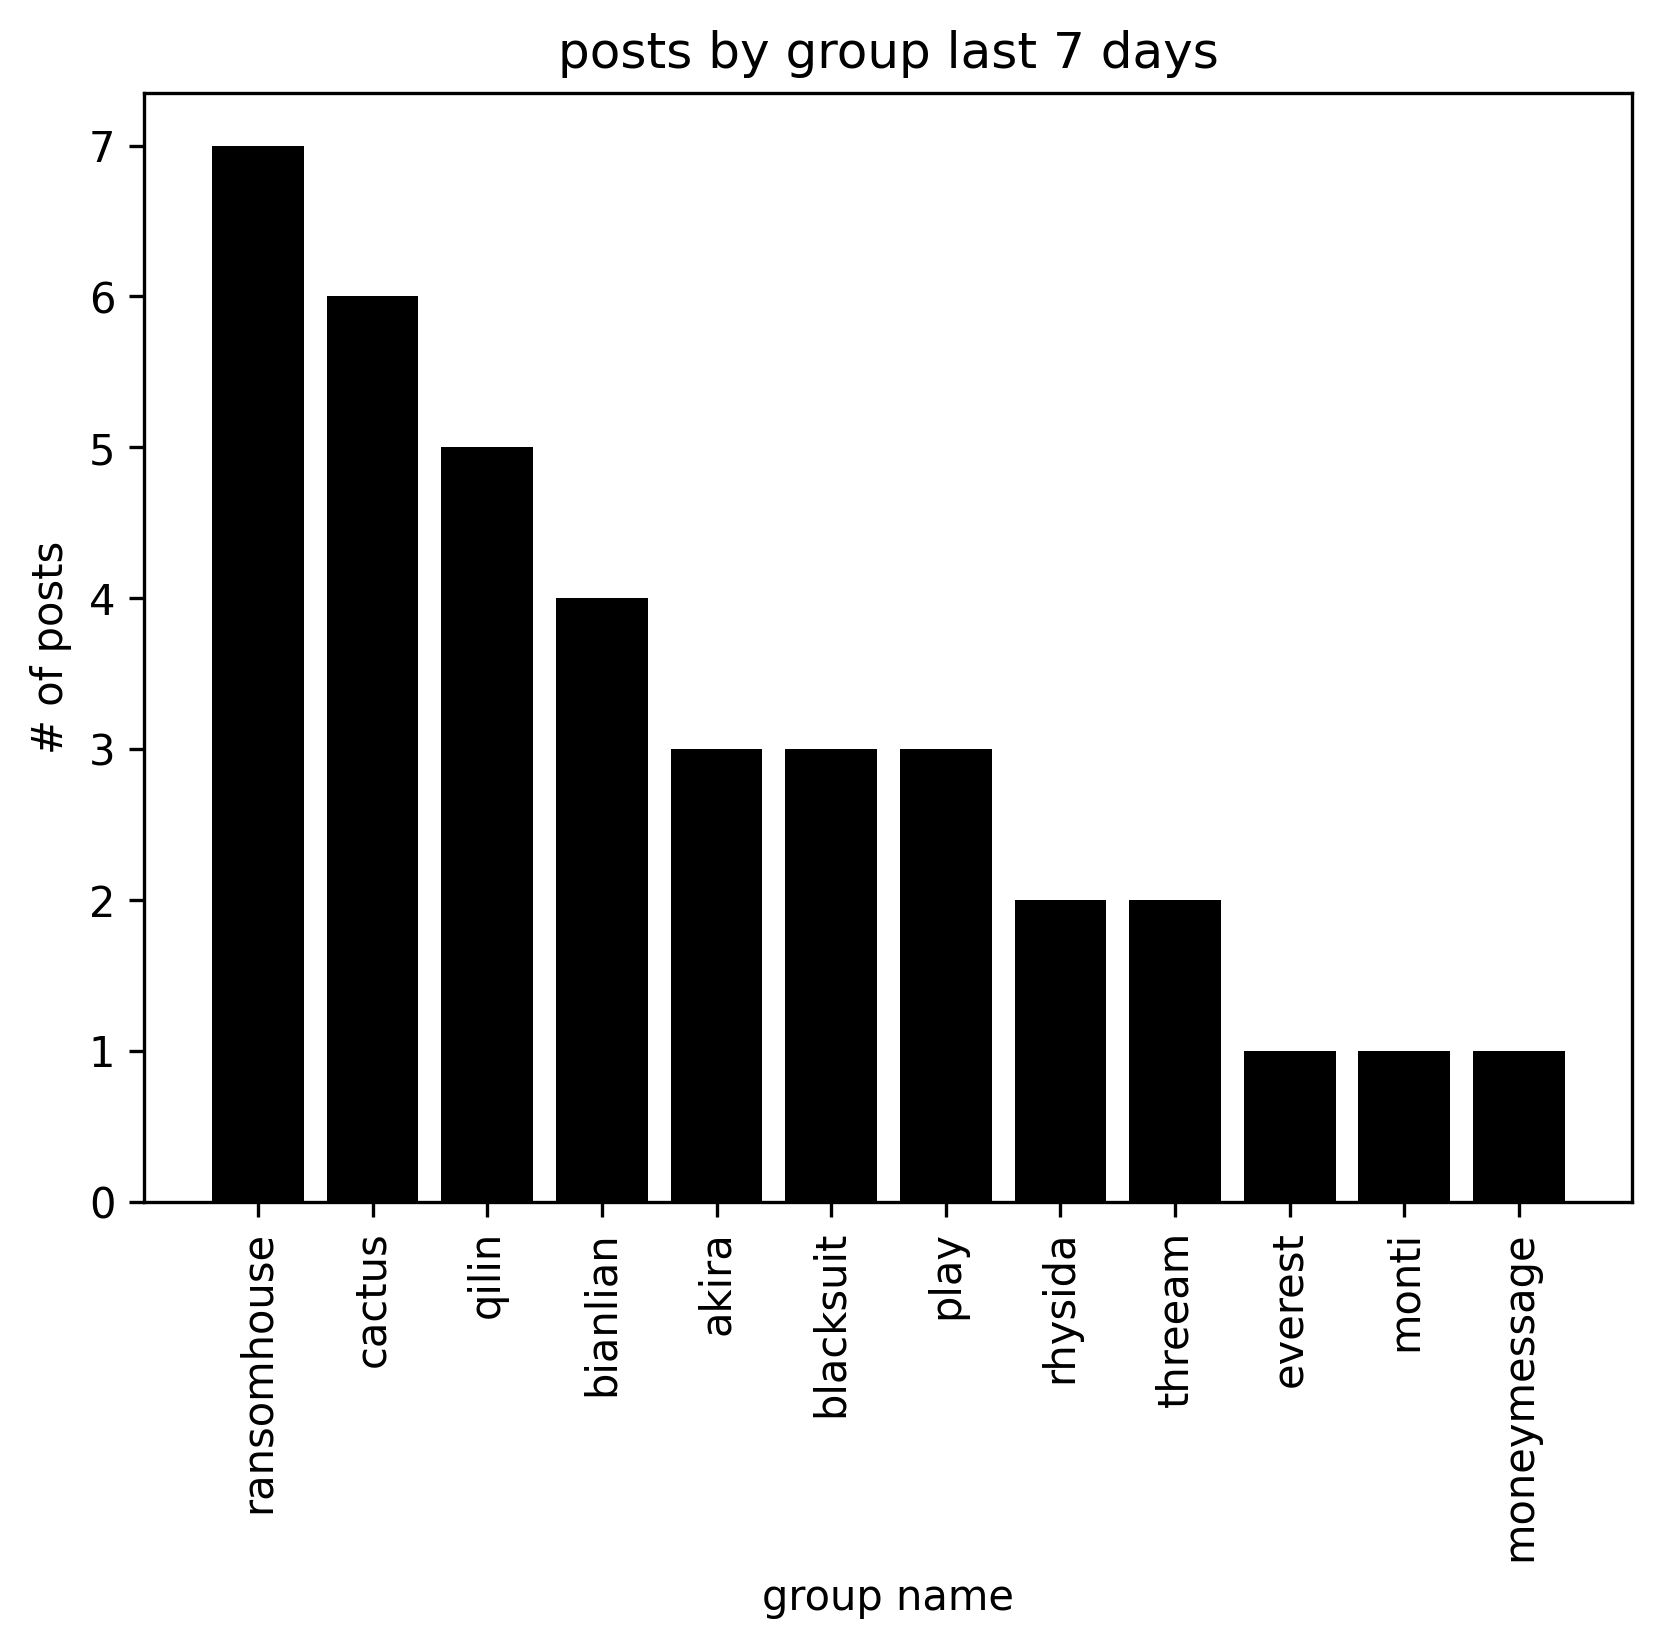 posts by group last 7 days
# of posts
7
6
5
4
3
2
1
0
ransomhouse
cactus
qilin
bianlian
akira
blacksuit
play
rhysida
threeam
everest
monti
moneymessage
group name